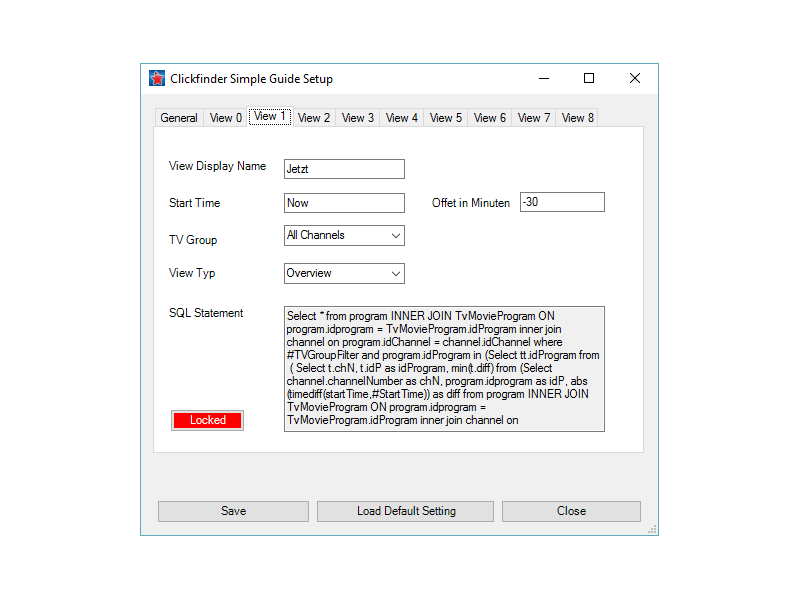 Clickfinder Simple Guide Setup
General View 0 View 1 View 2 View 3 View 4 View 5 View 6 View 7 View 8
View Display Name Jetzt
Start Time Now Offet in Minuten -30
TV Group All Channels
View Typ Overview
SQL Statement
Select * from program INNER JOIN TvMovieProgram ON
program.idprogram = TvMovieProgram.idProgram inner join
channel on program.idChannel = channel.idChannel where
#TVGroupFilter and program.idProgram in (Select tt.idProgram from
( Select t.chN, t.idP as idProgram, min(t.diff) from (Select
channel.channelNumber as chN, program.idprogram as idP, abs
(timediff(startTime,#StartTime)) as diff from program INNER JOIN
TvMovieProgram ON program.idprogram =
TvMovieProgram.idProgram inner join channel on
Locked
Save Load Default Setting Close